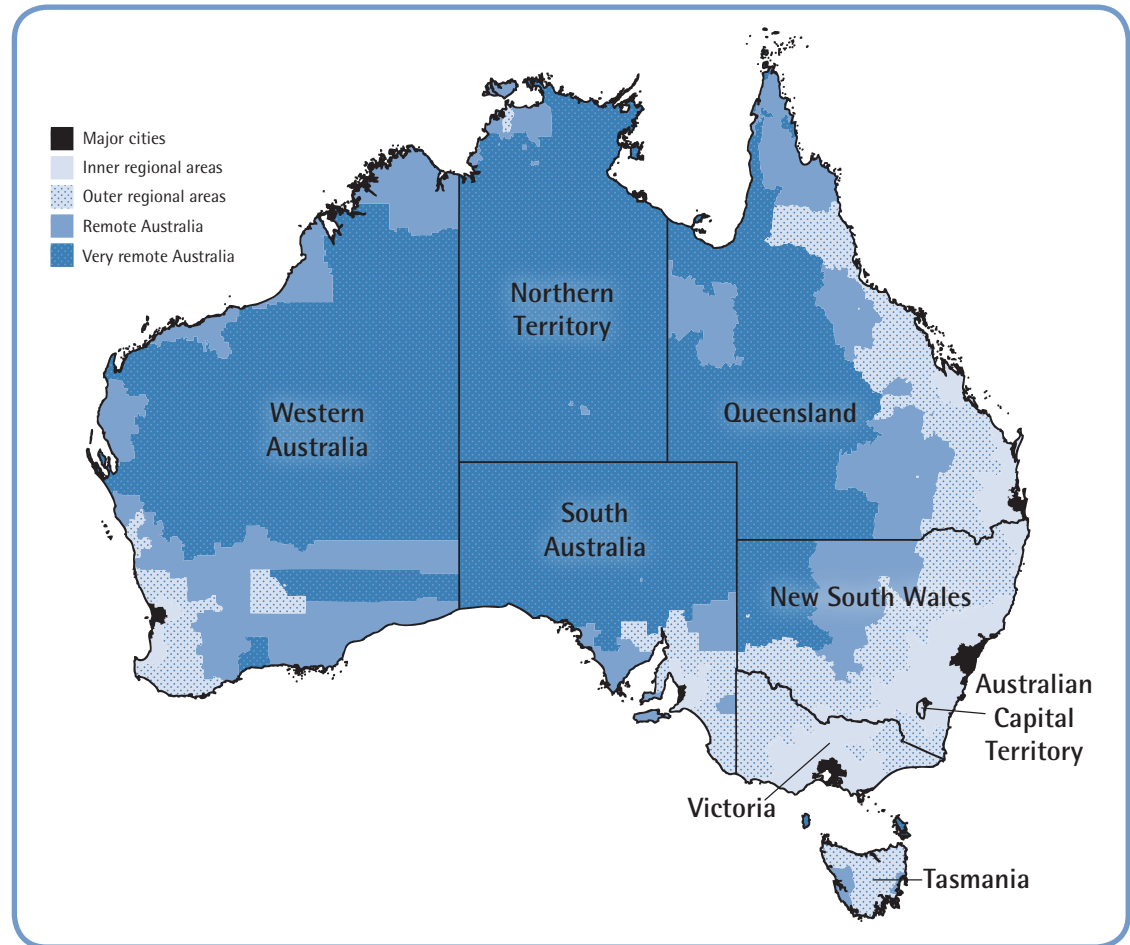 Major cities
Inner regional areas
Outer regional areas
Remote Australia
Very remote Australia
Northern
Territory
Western
Australia
Queensland
South
Australia
New South Wales
Australian
Capital
Territory
Victoria
Tasmania